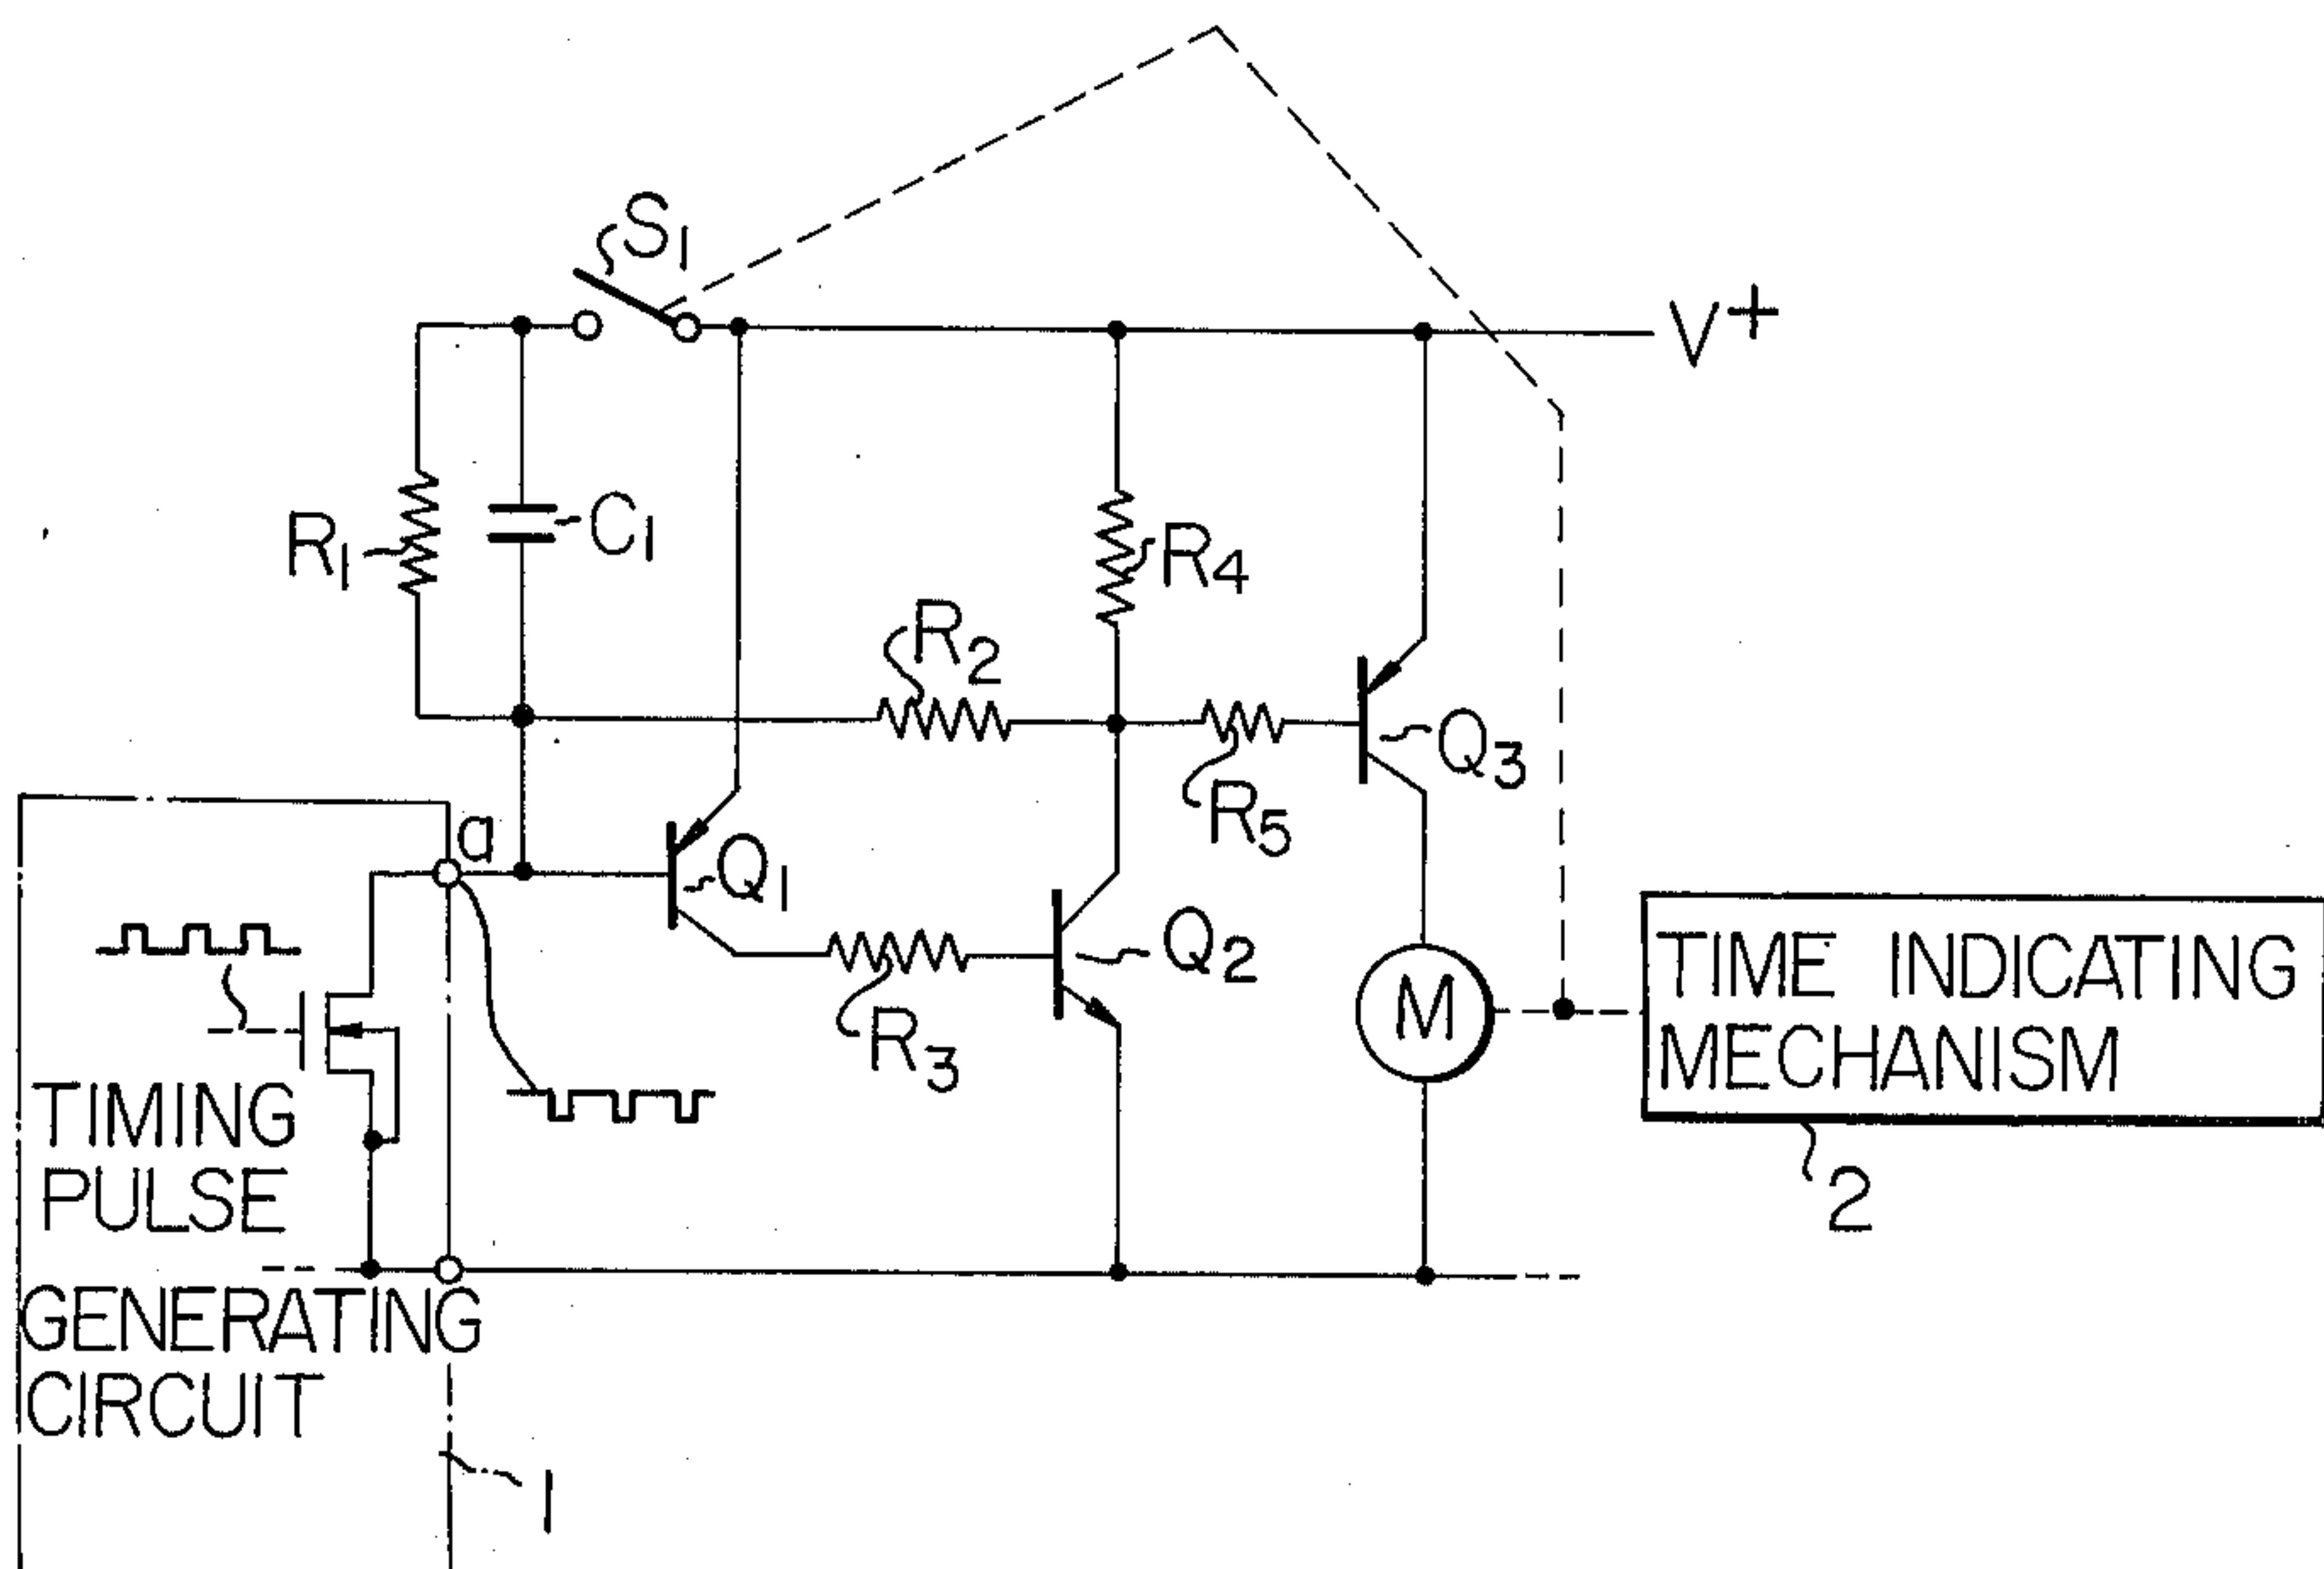 S1
V+
R1
C1
R4
R2
Q3
R5
a
Q1
Q2
R3
M
TIME INDICATING
MECHANISM
2
TIMING
PULSE
GENERATING
CIRCUIT
1